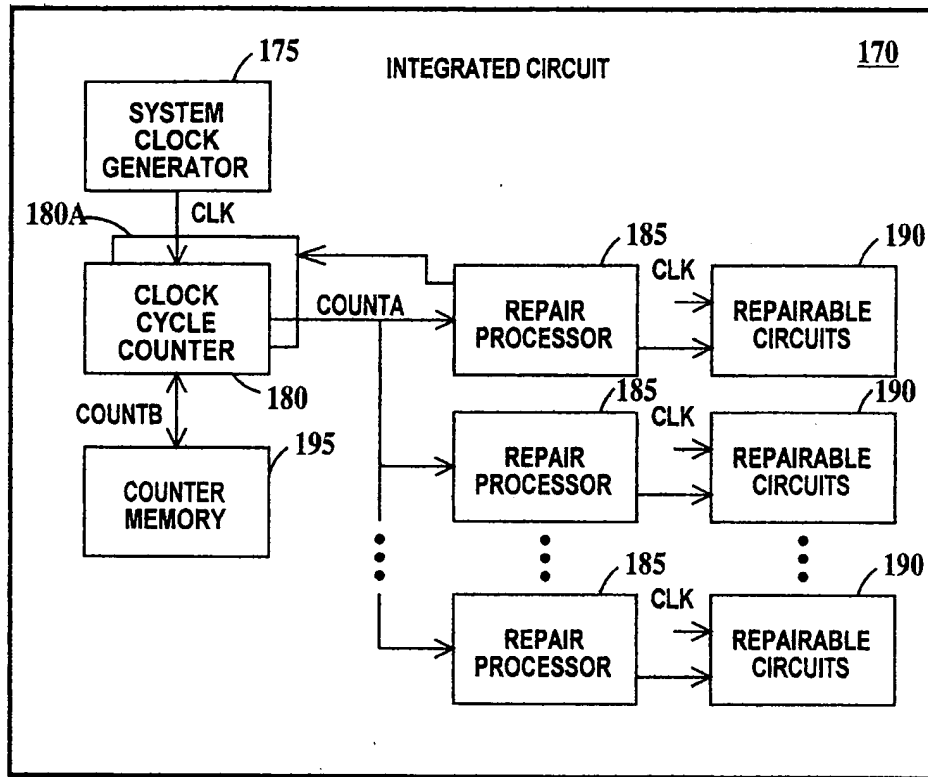 175
INTEGRATED CIRCUIT
170
SYSTEM
CLOCK
GENERATOR
180A
CLK
CLOCK
CYCLE
COUNTER
COUNTA
180
COUNTB
195
COUNTER
MEMORY
185
REPAIR
PROCESSOR
CLK
190
REPAIRABLE
CIRCUITS
185
REPAIR
PROCESSOR
CLK
190
REPAIRABLE
CIRCUITS
185
REPAIR
PROCESSOR
CLK
190
REPAIRABLE
CIRCUITS